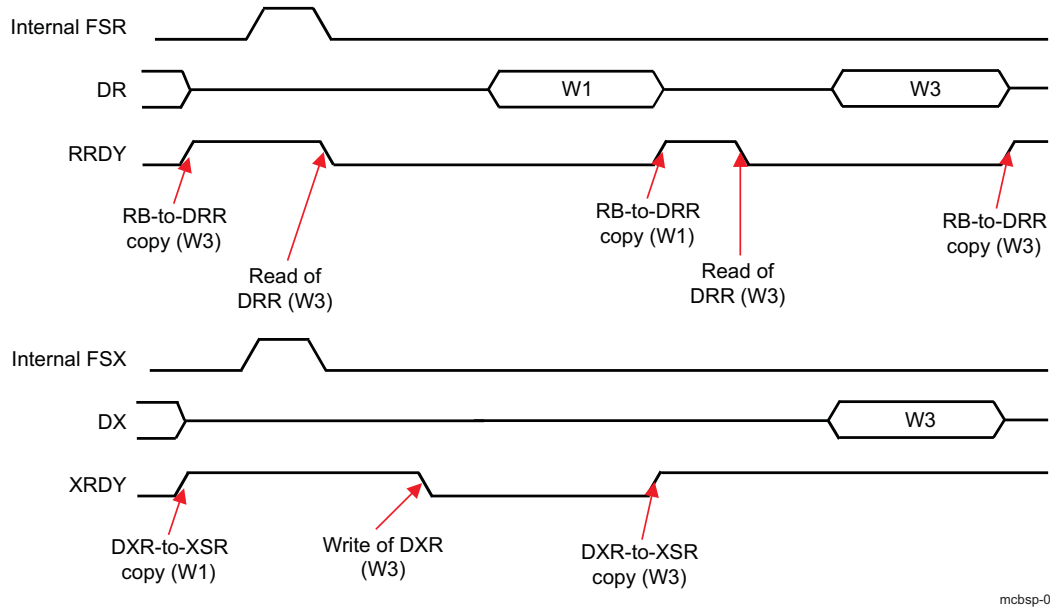 Internal FSR
DR
W1
W3
RRDY
RB-to-DRR
copy (W3)
Read of
DRR (W3)
RB-to-DRR
copy (W1)
Read of
DRR (W3)
RB-to-DRR
copy (W3)
Internal FSX
DX
W3
XRDY
DXR-to-XSR
copy (W1)
Write of DXR
(W3)
DXR-to-XSR
copy (W3)
mcbsp-0